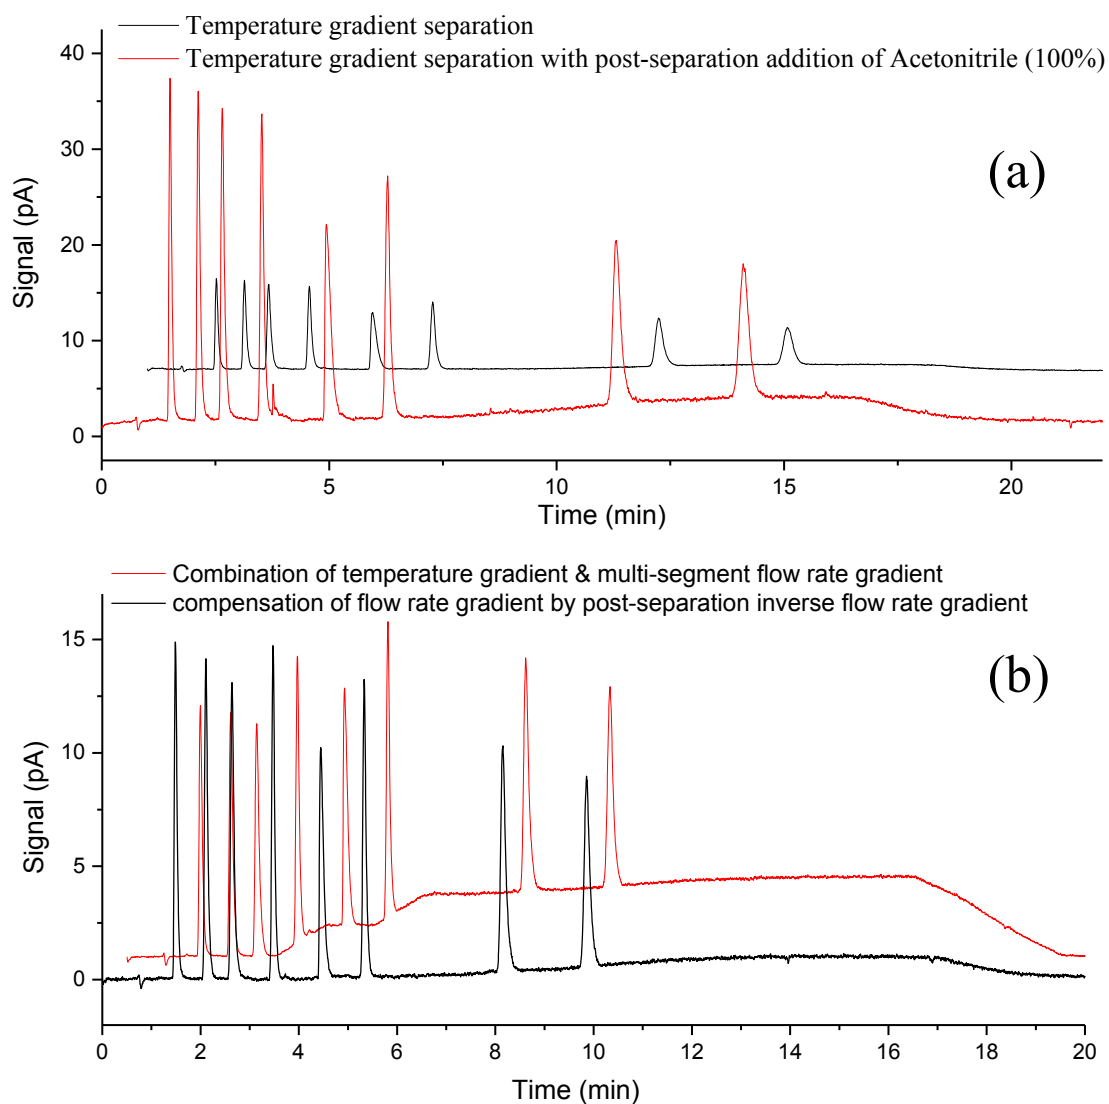 Temperature gradient separation
Temperature gradient separation with post-separation addition of Acetonitrile (100%)
40
30
20
10
0
Signal (pA)
(a)
0 5 10 15 20
Time (min)
Combination of temperature gradient & multi-segment flow rate gradient
compensation of flow rate gradient by post-separation inverse flow rate gradient
15
10
5
0
Signal (pA)
(b)
0 2 4 6 8 10 12 14 16 18 20
Time (min)